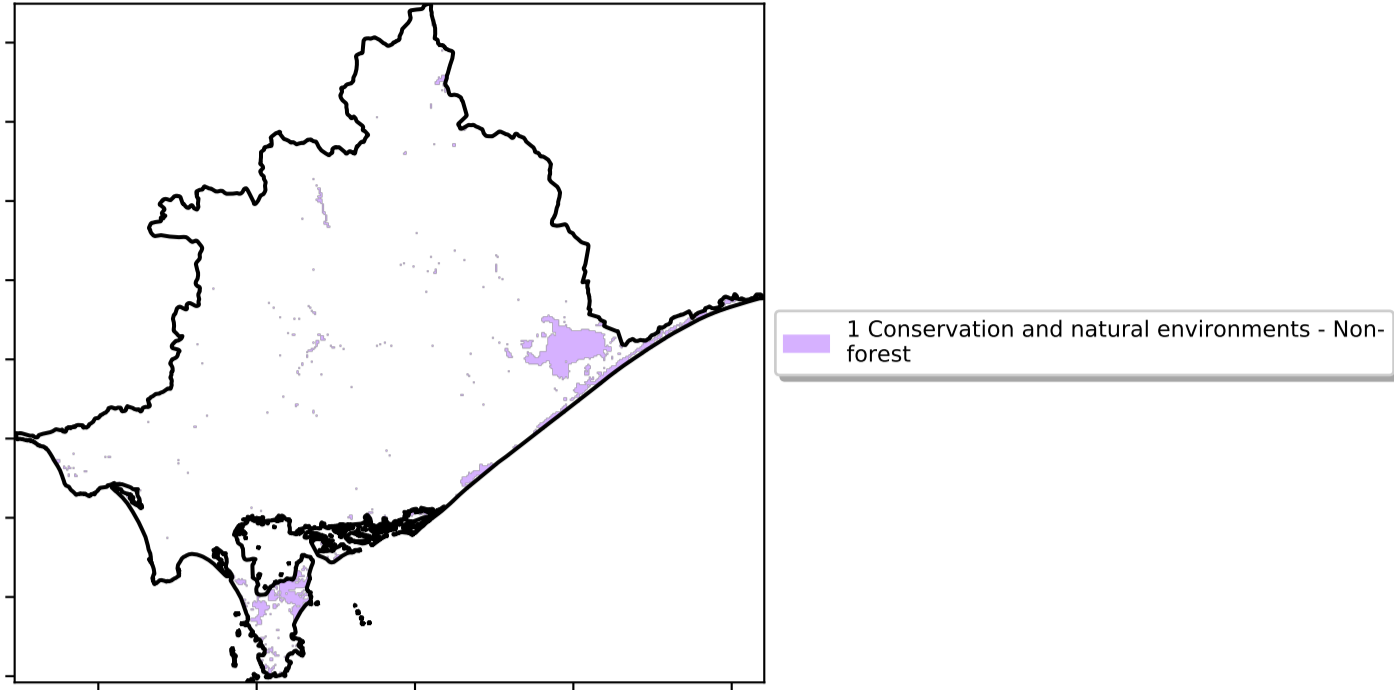 1 Conservation and natural environments - Non-
forest